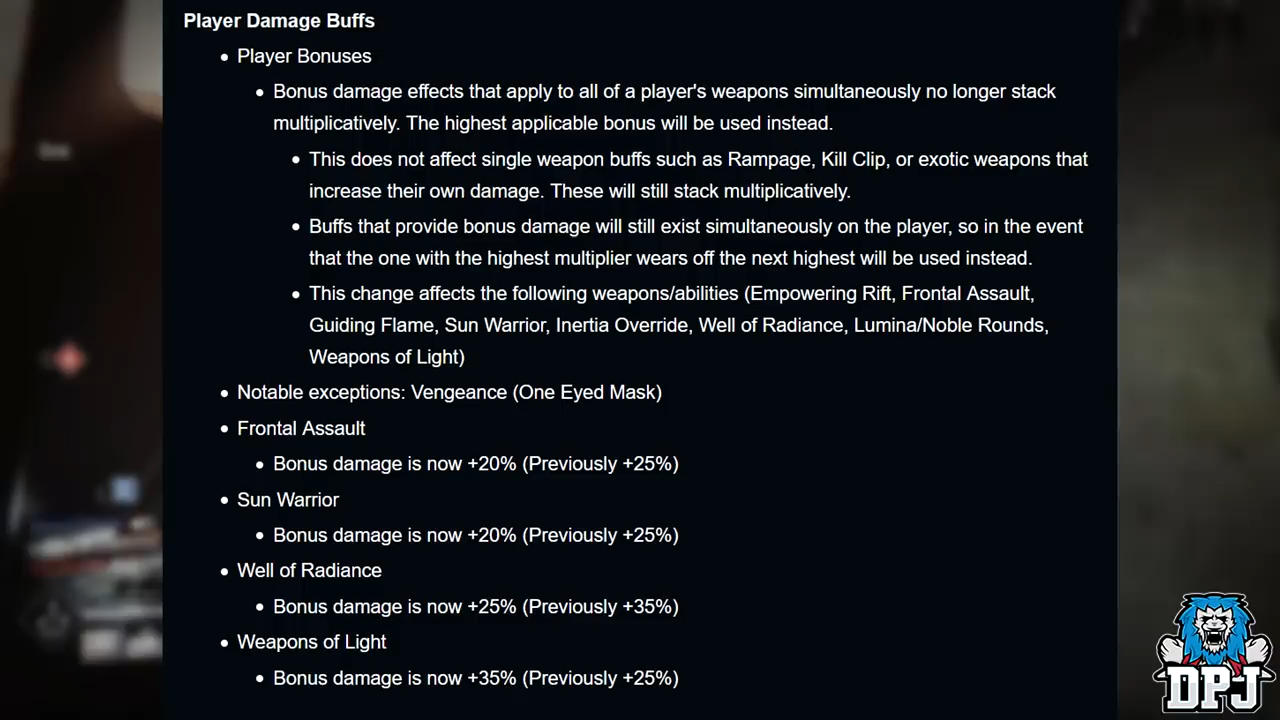 Player Damage Buffs
Player Bonuses
Bonus damage effects that apply to all of a player's weapons simultaneously no longer stack
multiplicatively. The highest applicable bonus will be used instead.
This does not affect single weapon buffs such as Rampage, Kill Clip, or exotic weapons that
increase their own damage. These will still stack multiplicatively.
Buffs that provide bonus damage will still exist simultaneously on the player, so in the event
that the one with the highest multiplier wears off the next highest will be used instead.
This change affects the following weapons/abilities (Empowering Rift, Frontal Assault,
Guiding Flame, Sun Warrior, Inertia Override, Well of Radiance, Lumina/Noble Rounds,
Weapons of Light)
Notable exceptions: Vengeance (One Eyed Mask)
Frontal Assault
Bonus damage is now +20% (Previously +25%)
Sun Warrior
Bonus damage is now +20% (Previously +25%)
Well of Radiance
Bonus damage is now +25% (Previously +35%)
Weapons of Light
Bonus damage is now +35% (Previously +25%)
DPJ